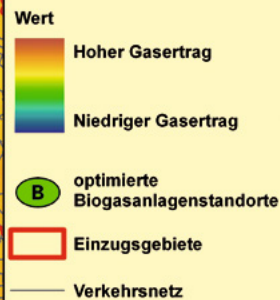 Wert
Hoher Gasertrag
Niedriger Gasertrag
B
optimierte
Biogasanlagenstandorte
Einzugsgebiete
Verkehrsnetz